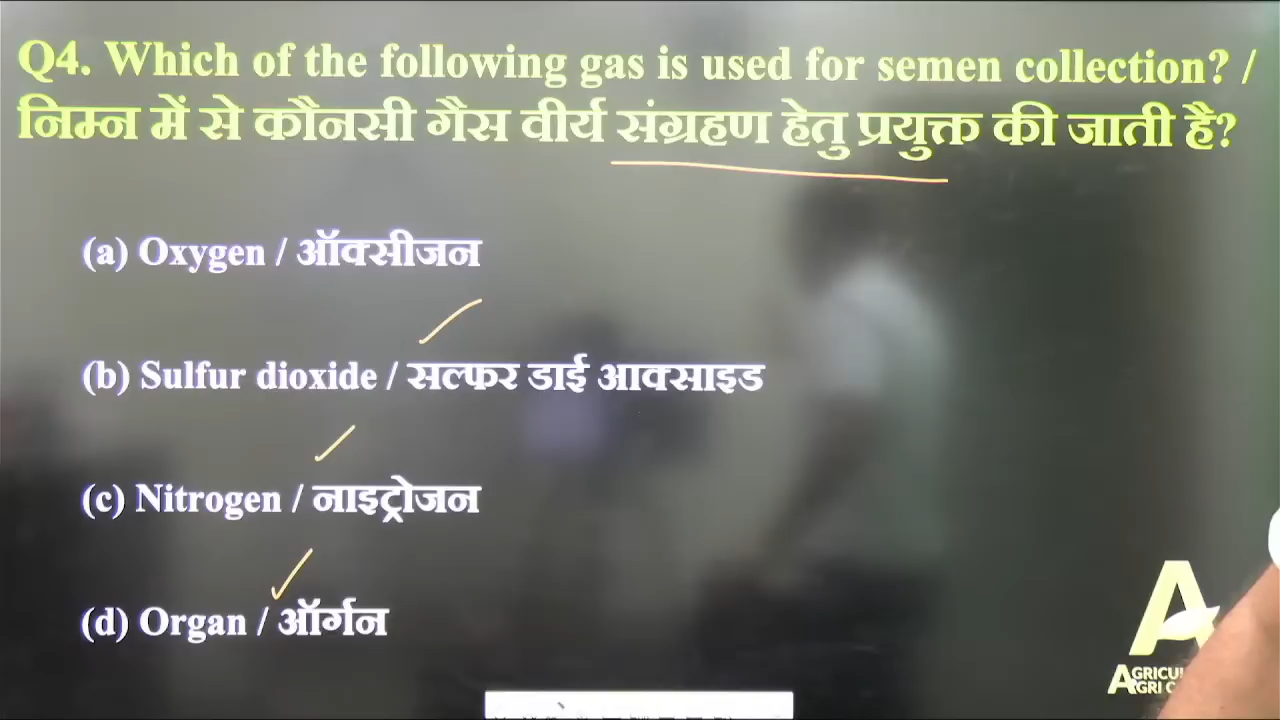 Q4. Which of the following gas is used for semen collection? /
निम्न में से कौनसी गैस वीर्य संग्रहण हेतु प्रयुक्त की जाती है?
(a) Oxygen / ऑक्सीजन
(b) Sulfur dioxide / सल्फर डाई आक्साइड
(c) Nitrogen / नाइट्रोजन
(d) Organ / ऑर्गन